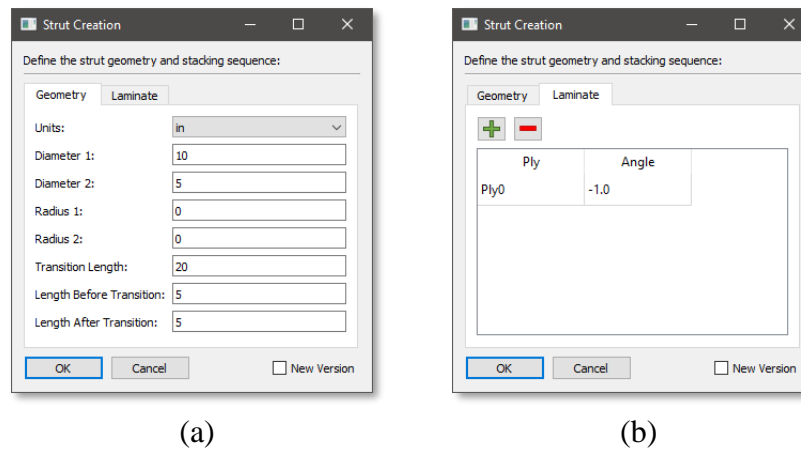 Strut Creation
Define the strut geometry and stacking sequence:
Geometry Laminate
Units: in
Diameter 1: 10
Diameter 2: 5
Radius 1: 0
Radius 2: 0
Transition Length: 20
Length Before Transition: 5
Length After Transition: 5
OK Cancel New Version
(a)
Strut Creation
Define the strut geometry and stacking sequence:
Geometry Laminate
Ply Angle
Ply0 -1.0
OK Cancel New Version
(b)